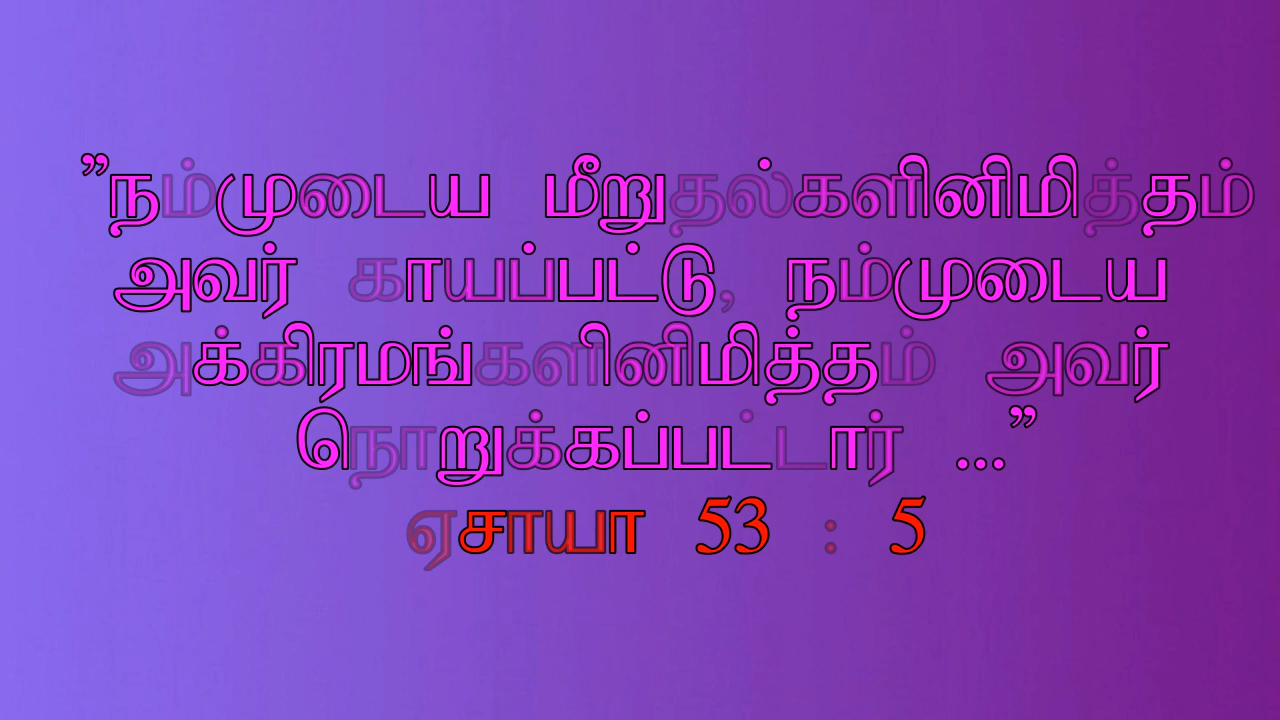 ”நம்முடைய மீறுதல்களினிமித்தம்
அவர் காயப்பட்டு, நம்முடைய
அக்கிரமங்களினிமித்தம் அவர்
நொறுக்கப்பட்டார் ...”
ஏசாயா 53 : 5